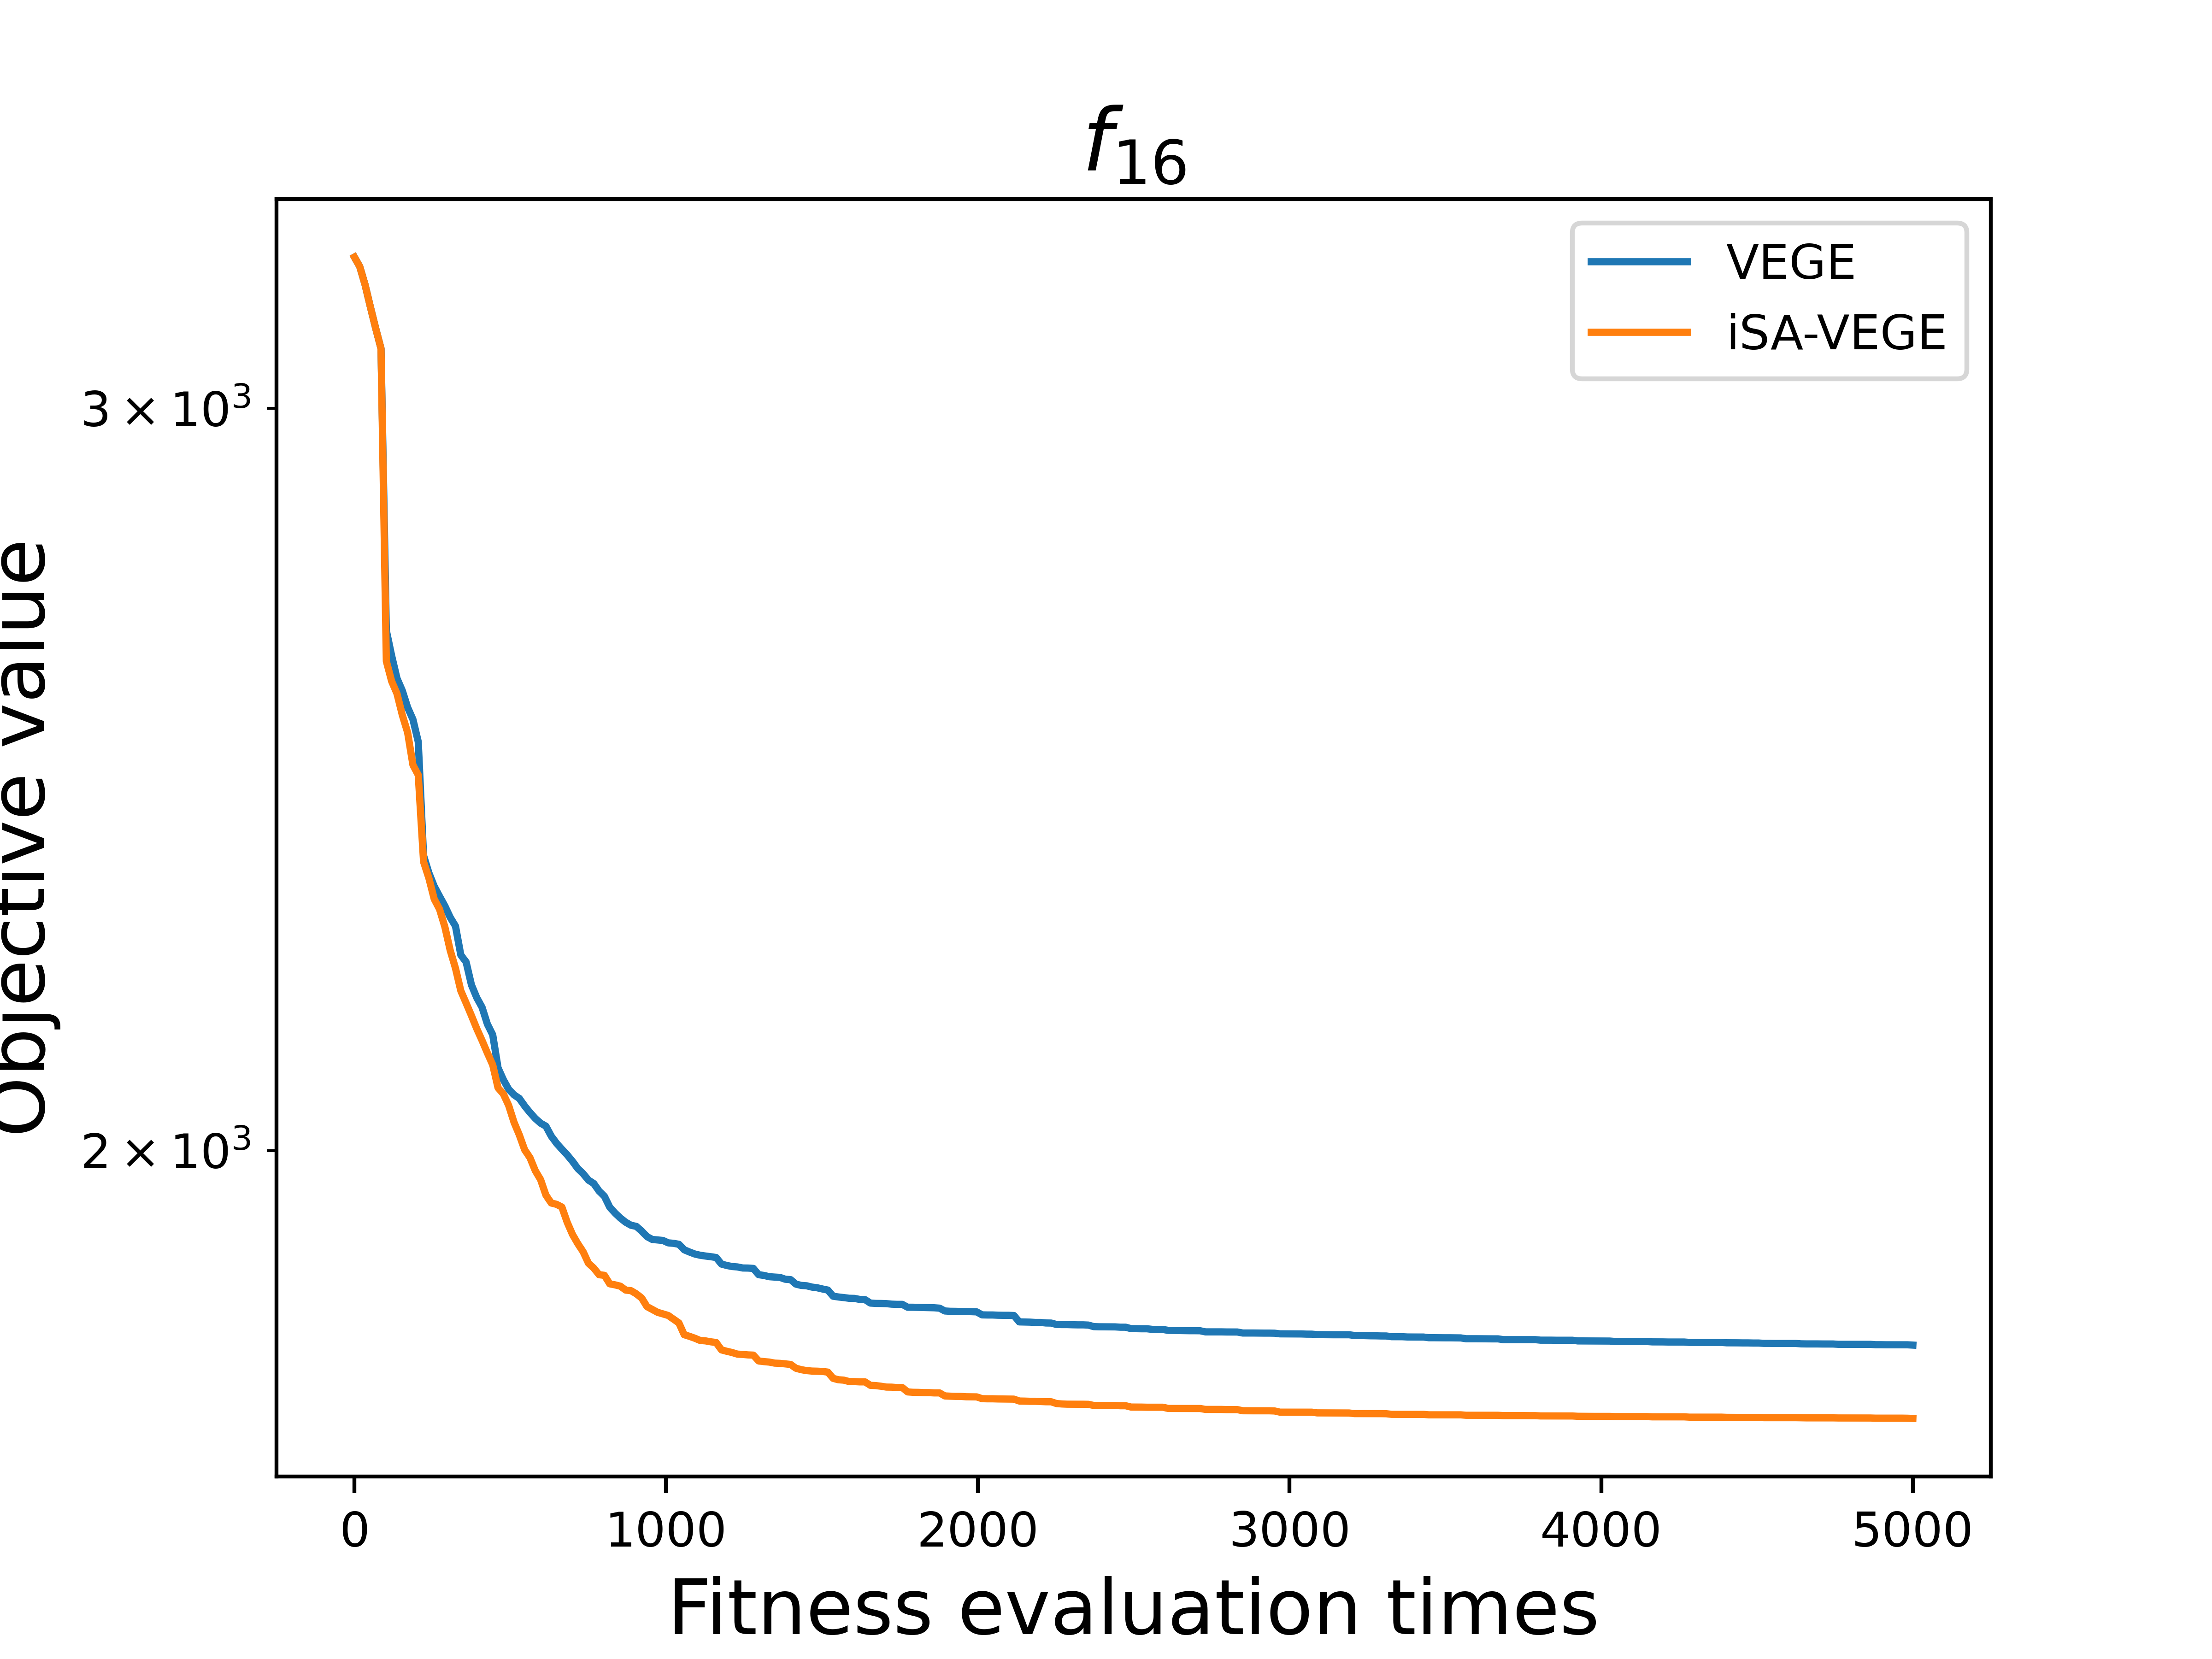 f₁₆
VEGE
iSA-VEGE
3 × 10³
2 × 10³
Objective value
0 1000 2000 3000 4000 5000
Fitness evaluation times